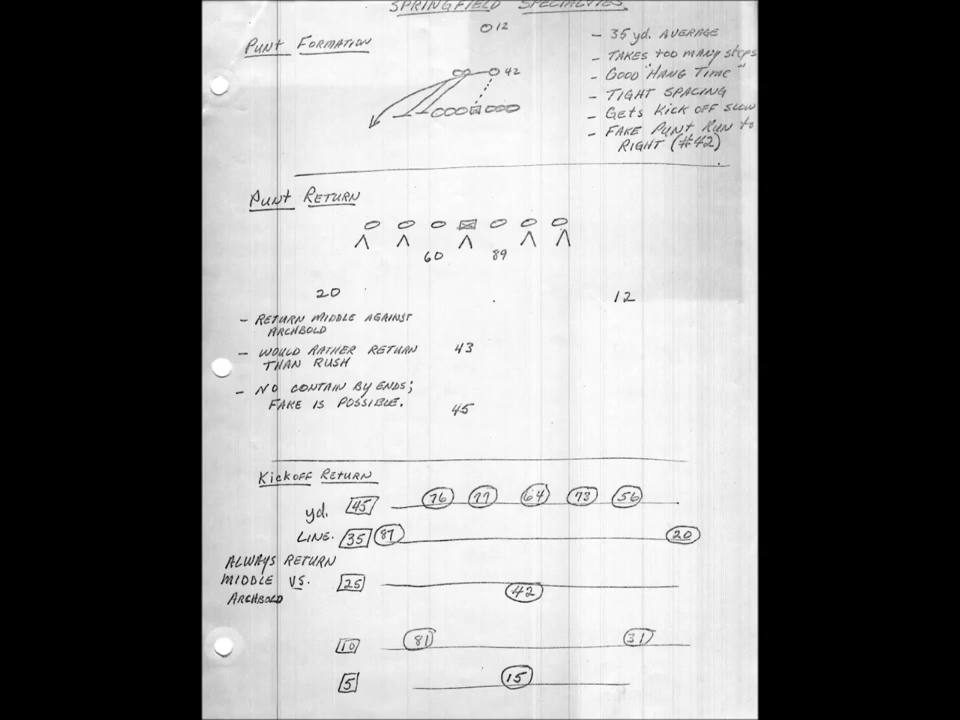 SPRINGFIELD SPECIALTIES
PUNT FORMATION
12
42
- 35 yd. AVERAGE
- TAKES too many steps
- GOOD "HANG TIME"
- TIGHT SPACING
- GETS KICK OFF SLOW
- FAKE PUNT RUN to
RIGHT (#42)
PUNT RETURN
60 89
20 12
- RETURN MIDDLE AGAINST
ARCHBOLD
- WOULD RATHER RETURN
THAN RUSH
43
- NO CONTAIN BY ENDS;
FAKE IS POSSIBLE.
45
KICKOFF RETURN
yd. 45 76 77 64 73 56
LINE. 35 87 20
ALWAYS RETURN
MIDDLE VS.
ARCHBOLD
25 42
10 81 31
5 15